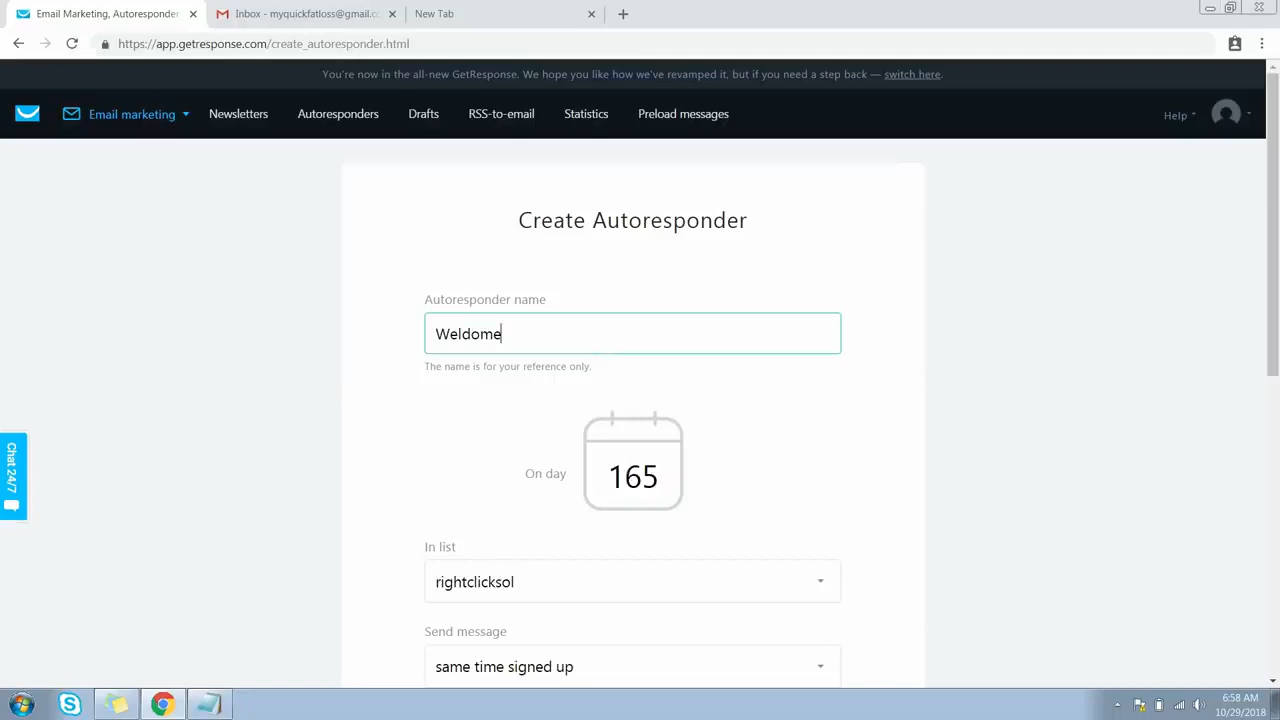 Email Marketing, Autoresponder
Inbox - myquickfatloss@gmail.c
New Tab
https://app.getresponse.com/create_autoresponder.html
You're now in the all-new GetResponse. We hope you like how we've revamped it, but if you need a step back — switch here.
Email marketing
Newsletters
Autoresponders
Drafts
RSS-to-email
Statistics
Preload messages
Help
Create Autoresponder
Autoresponder name
Weldome
The name is for your reference only.
On day
165
In list
rightclicksol
Send message
same time signed up
Chat 24/7
6:58 AM
10/29/2018